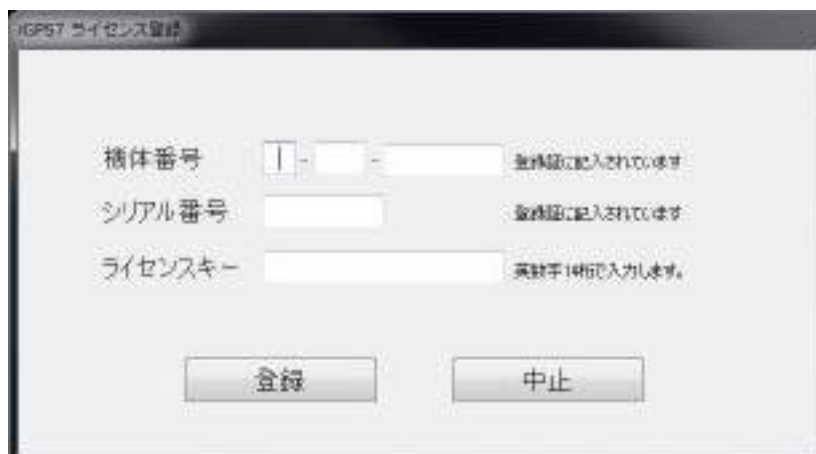 iGPS7 ライセンス登録
機体番号 - - 登録証に記入されています
シリアル番号 登録証に記入されています
ライセンスキー 英数字14桁で入力します。
登録 中止